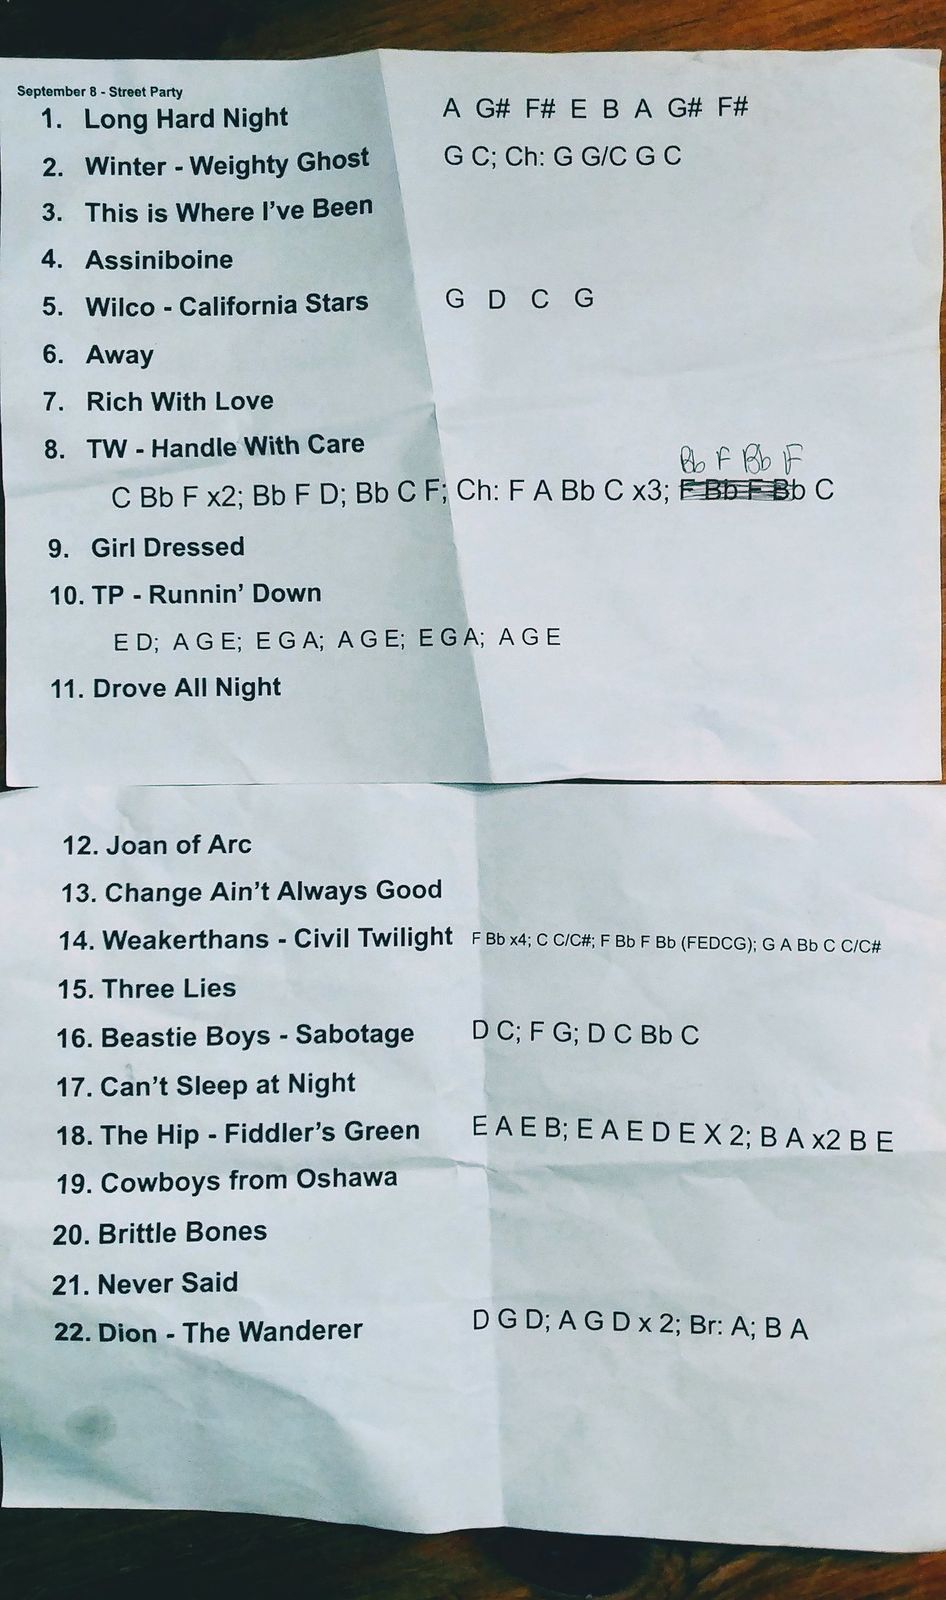 September 8 - Street Party
1. Long Hard Night A G# F# E B A G# F#
2. Winter - Weighty Ghost G C; Ch: G G/C G C
3. This is Where I've Been
4. Assiniboine
5. Wilco - California Stars G D C G
6. Away
7. Rich With Love
8. TW - Handle With Care
Bb F Bb F
C Bb F x2; Bb F D; Bb C F; Ch: F A Bb C x3; F Bb F Bb C
9. Girl Dressed
10. TP - Runnin' Down
E D; A G E; E G A; A G E; E G A; A G E
11. Drove All Night
12. Joan of Arc
13. Change Ain't Always Good
14. Weakerthans - Civil Twilight F Bb x4; C C/C#; F Bb F Bb (FEDCG); G A Bb C C/C#
15. Three Lies
16. Beastie Boys - Sabotage D C; F G; D C Bb C
17. Can't Sleep at Night
18. The Hip - Fiddler's Green E A E B; E A E D E X 2; B A x2 B E
19. Cowboys from Oshawa
20. Brittle Bones
21. Never Said
22. Dion - The Wanderer D G D; A G D x 2; Br: A; B A